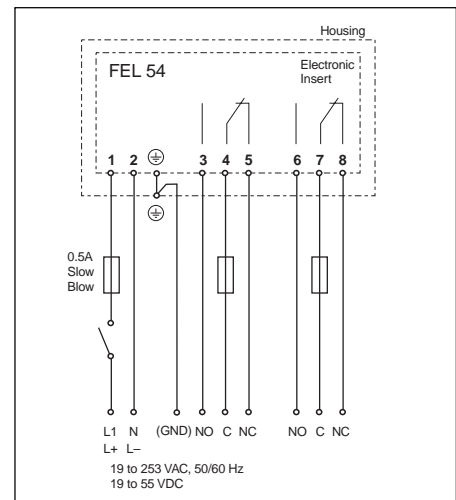 Housing
FEL 54
Electronic
Insert
1 2 3 4 5 6 7 8
0.5A
Slow
Blow
L1 N (GND) NO C NC NO C NC
L+ L–
19 to 253 VAC, 50/60 Hz
19 to 55 VDC